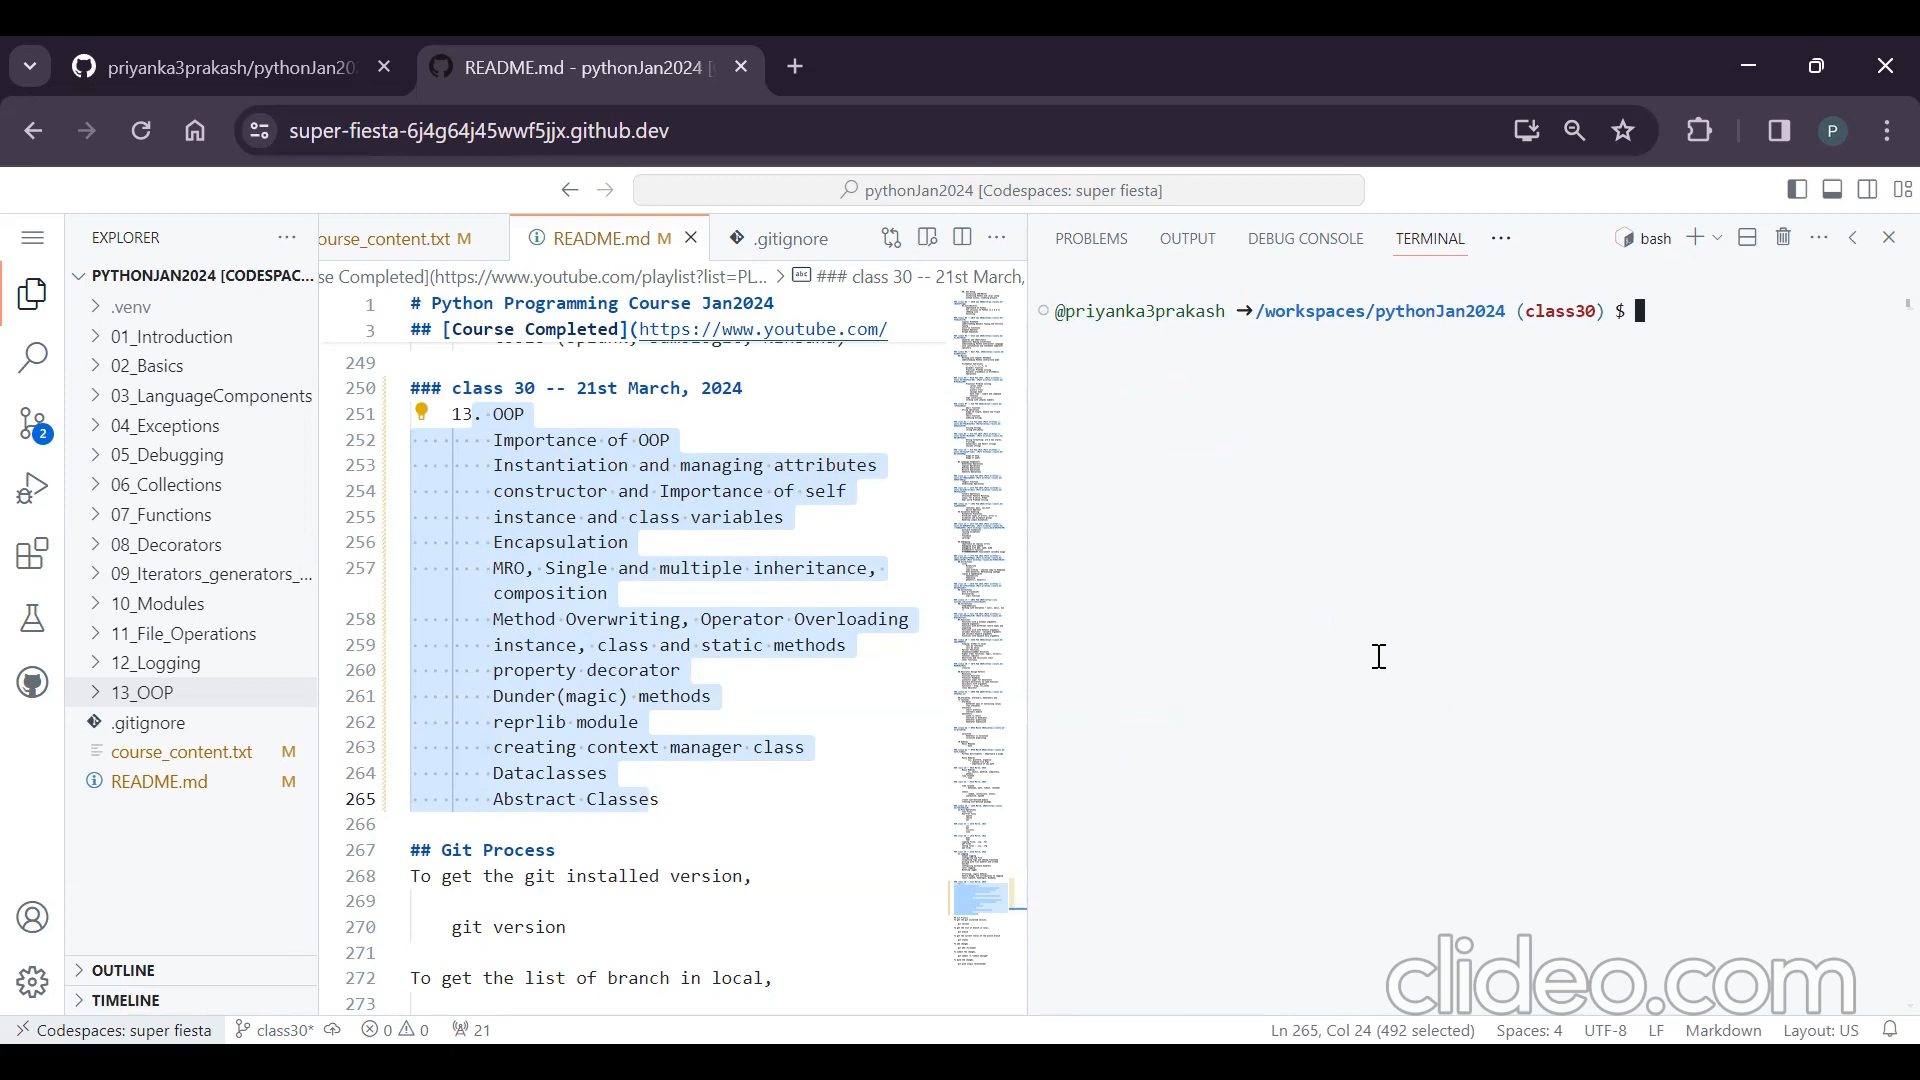 priyanka3prakash/pythonJan20
README.md - pythonJan2024 [
super-fiesta-6j4g64j45wwf5jjx.github.dev
P
pythonJan2024 [Codespaces: super fiesta]
EXPLORER
PYTHONJAN2024 [CODESPAC...
.venv
01_Introduction
02_Basics
03_LanguageComponents
04_Exceptions
05_Debugging
06_Collections
07_Functions
08_Decorators
09_Iterators_generators_...
10_Modules
11_File_Operations
12_Logging
13_OOP
.gitignore
course_content.txt M
README.md M
OUTLINE
TIMELINE
2
ourse_content.txt M
README.md M
.gitignore
se Completed](https://www.youtube.com/playlist?list=PL... > ### class 30 -- 21st March,
1 # Python Programming Course Jan2024
3 ## [Course Completed](https://www.youtube.com/
249
250 ### class 30 -- 21st March, 2024
251 13. OOP
252 Importance of OOP
253 Instantiation and managing attributes
254 constructor and Importance of self
255 instance and class variables
256 Encapsulation
257 MRO, Single and multiple inheritance,
composition
258 Method Overwriting, Operator Overloading
259 instance, class and static methods
260 property decorator
261 Dunder(magic) methods
262 reprlib module
263 creating context manager class
264 Dataclasses
265 Abstract Classes
266
267 ## Git Process
268 To get the git installed version,
269
270 git version
271
272 To get the list of branch in local,
273
PROBLEMS OUTPUT DEBUG CONSOLE TERMINAL
bash
@priyanka3prakash ➜/workspaces/pythonJan2024 (class30) $
clideo.com
Codespaces: super fiesta class30* 0 0 21
Ln 265, Col 24 (492 selected) Spaces: 4 UTF-8 LF Markdown Layout: US